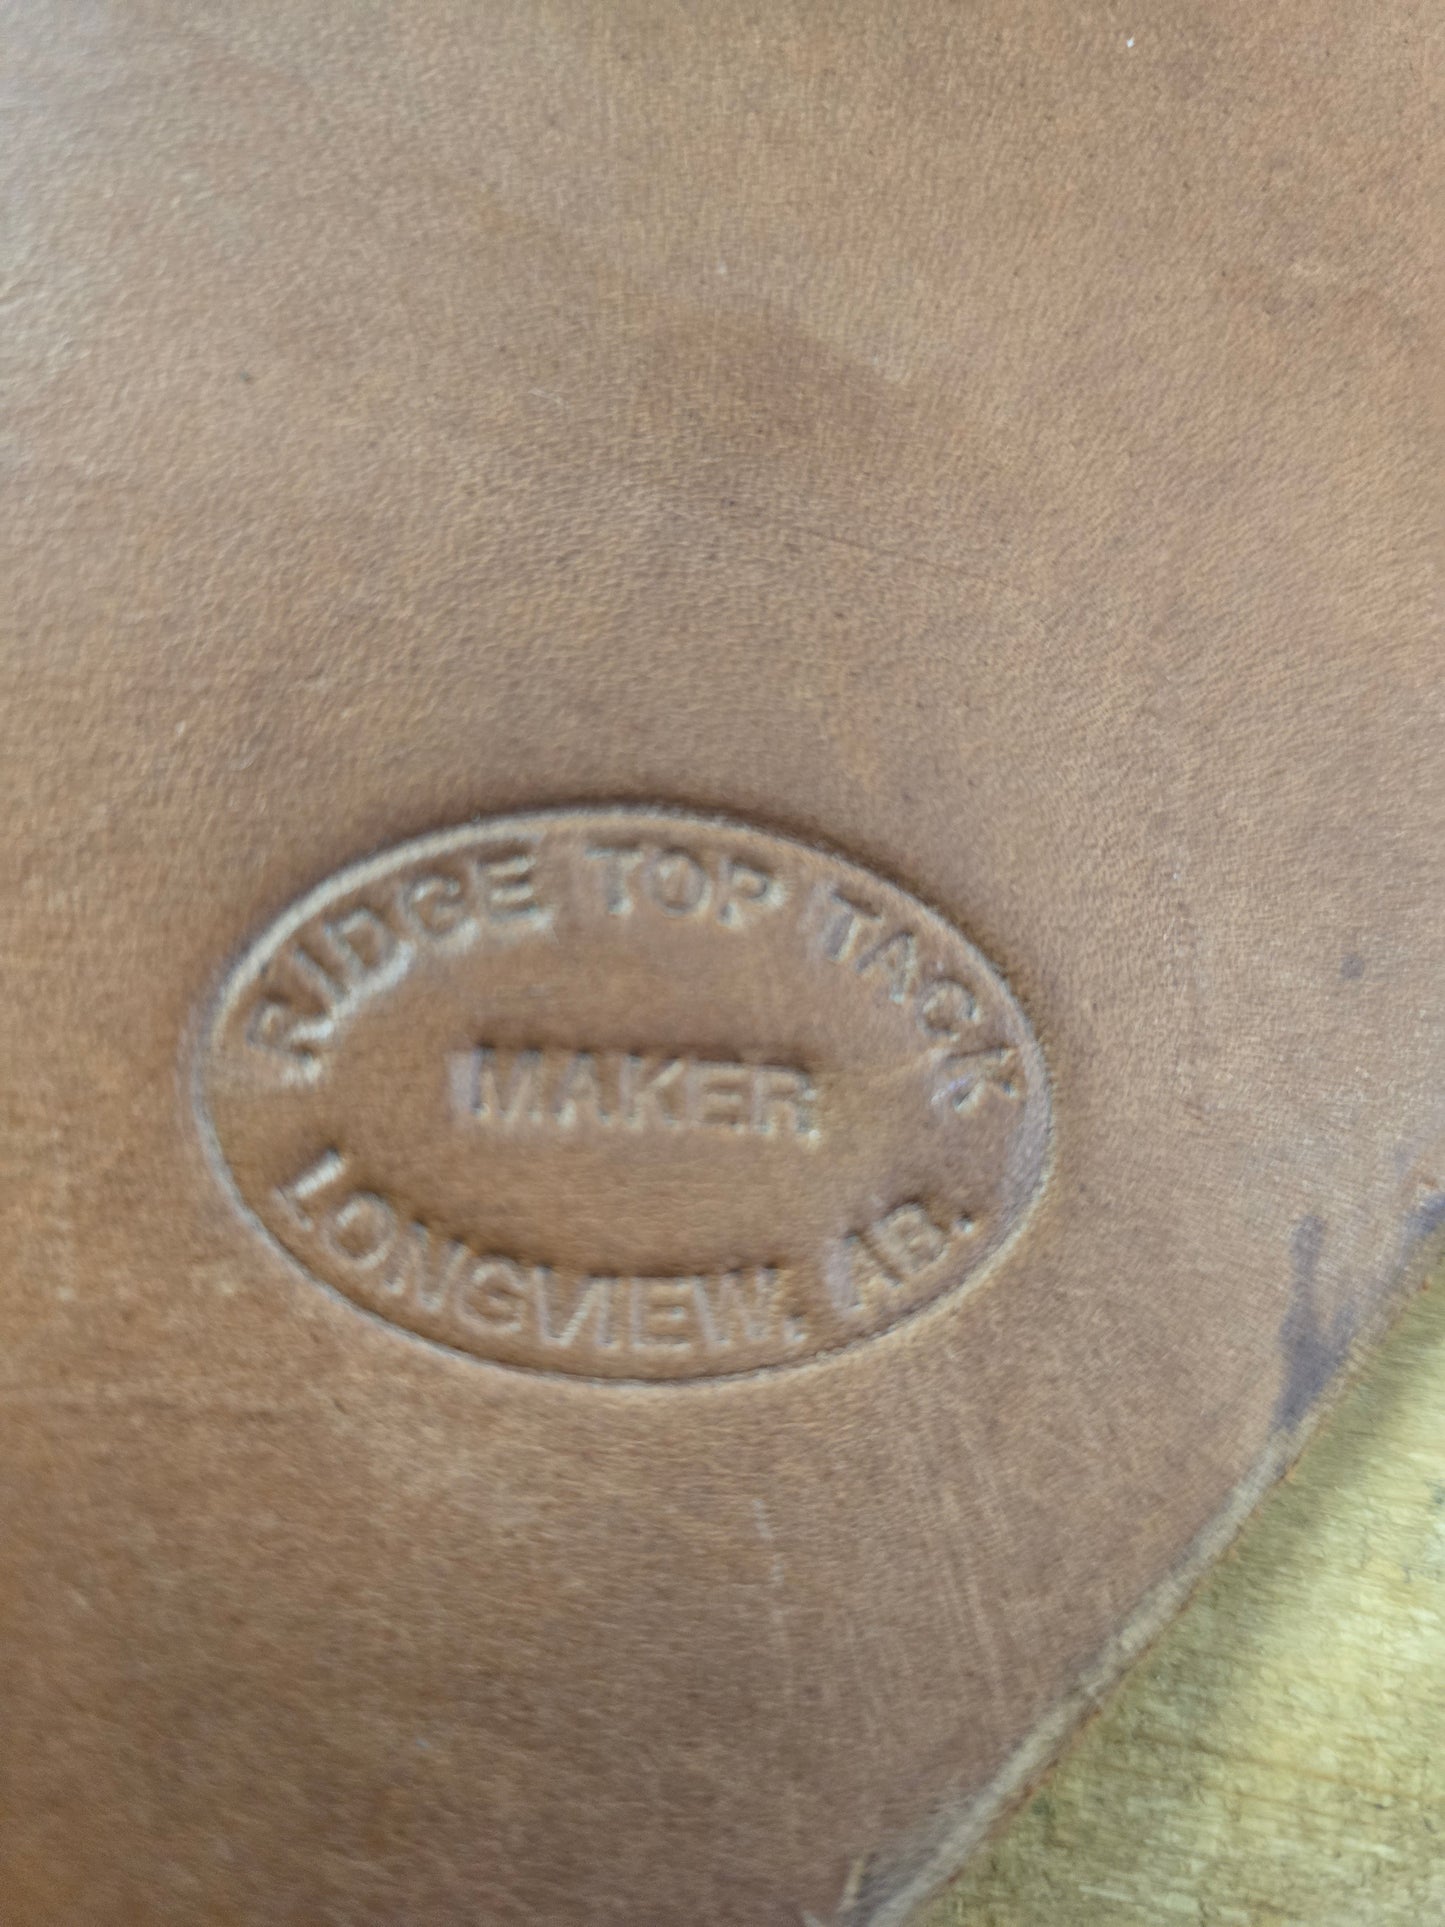 RIDGE TOP TACK
MAKER
LONGVIEW, AB.